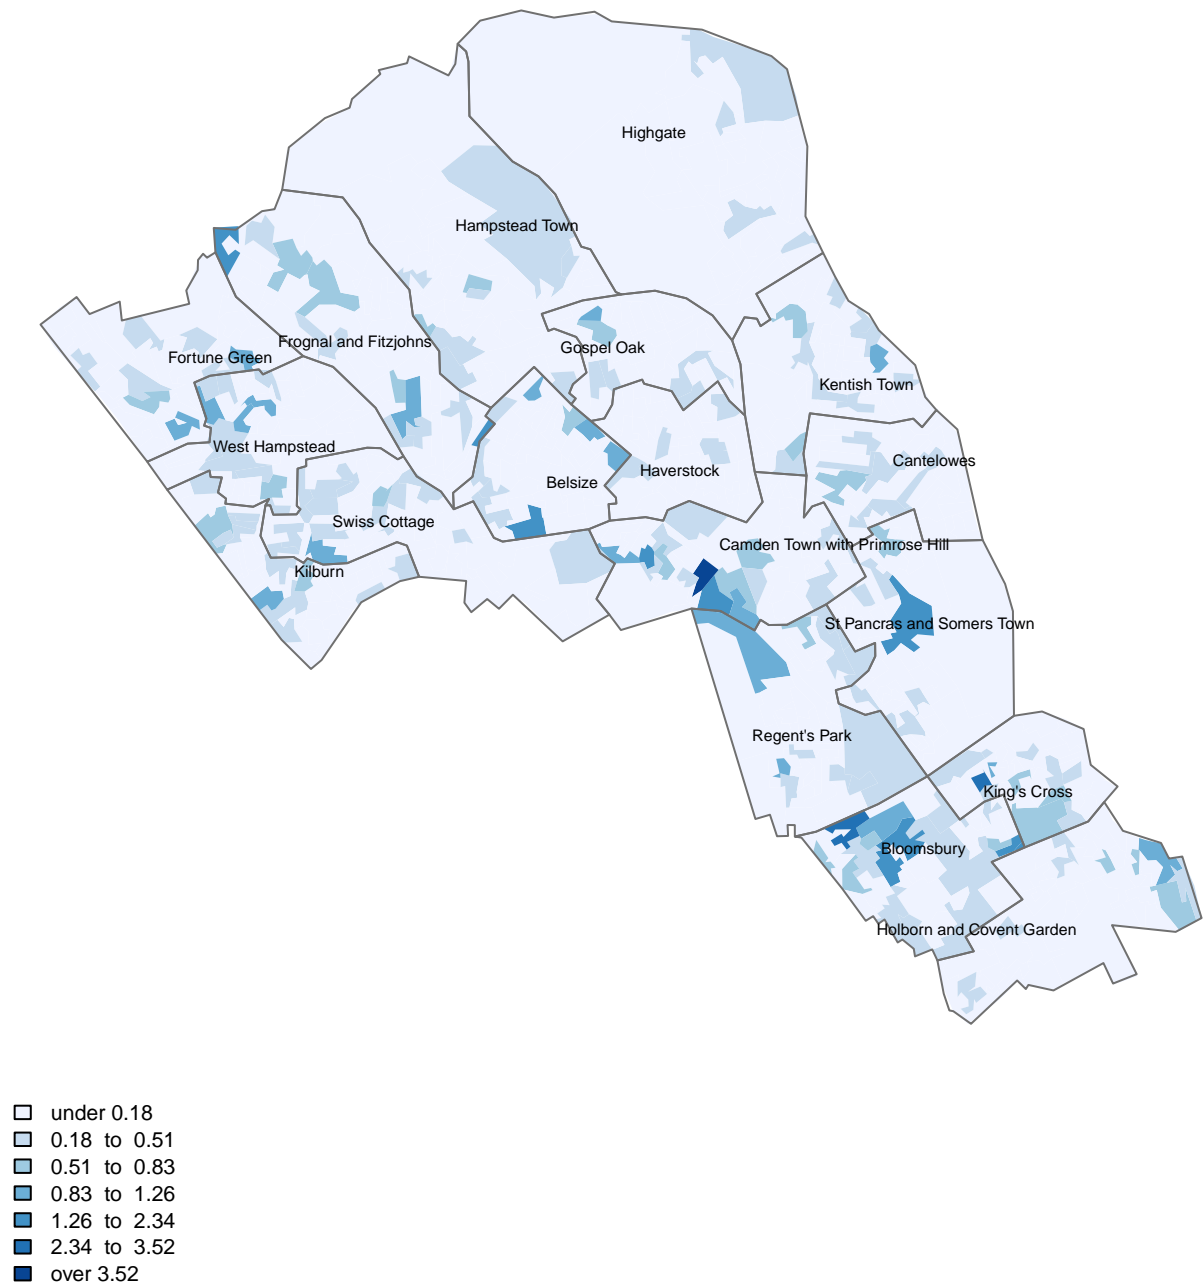 Highgate
Hampstead Town
Frognal and Fitzjohns
Gospel Oak
Fortune Green
Kentish Town
West Hampstead
Cantelowes
Haverstock
Belsize
Swiss Cottage
Camden Town with Primrose Hill
Kilburn
St Pancras and Somers Town
Regent's Park
King's Cross
Bloomsbury
Holborn and Covent Garden
under 0.18
0.18 to 0.51
0.51 to 0.83
0.83 to 1.26
1.26 to 2.34
2.34 to 3.52
over 3.52